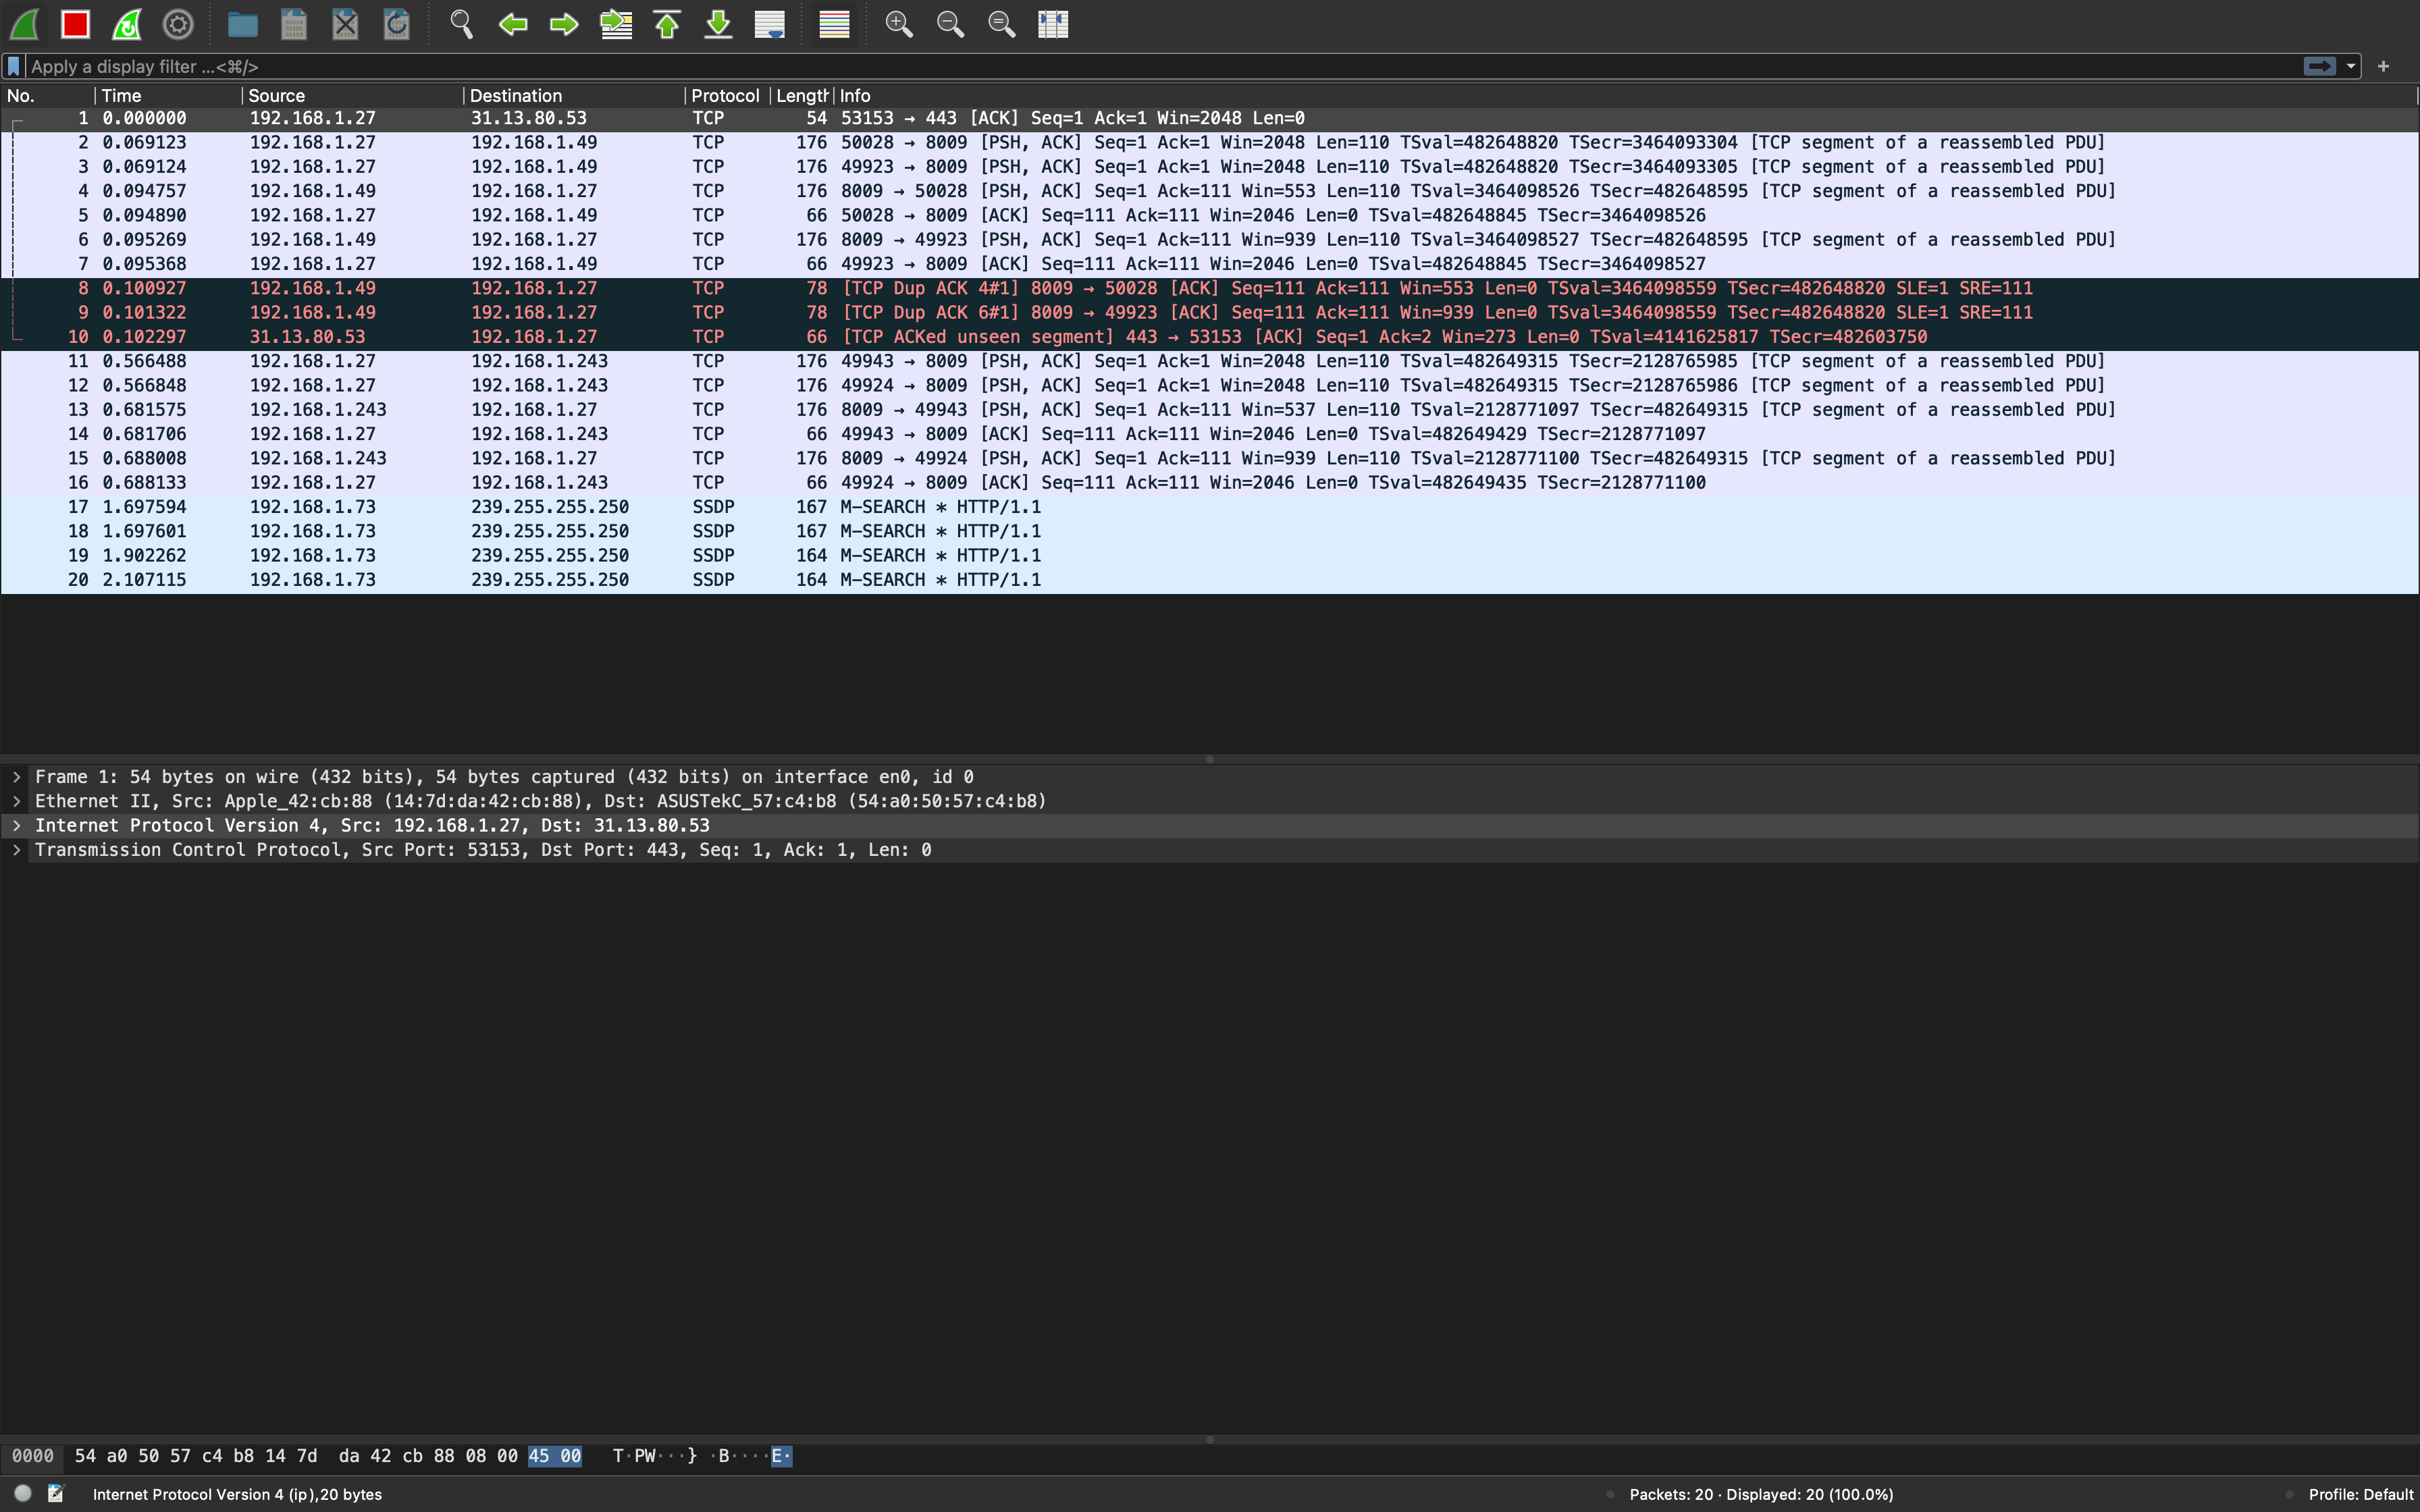 Apply a display filter ...<⌘/>
No. Time Source Destination Protocol Length Info
1 0.000000 192.168.1.27 31.13.80.53 TCP 54 53153 → 443 [ACK] Seq=1 Ack=1 Win=2048 Len=0
2 0.069123 192.168.1.27 192.168.1.49 TCP 176 50028 → 8009 [PSH, ACK] Seq=1 Ack=1 Win=2048 Len=110 TSval=482648820 TSecr=3464093304 [TCP segment of a reassembled PDU]
3 0.069124 192.168.1.27 192.168.1.49 TCP 176 49923 → 8009 [PSH, ACK] Seq=1 Ack=1 Win=2048 Len=110 TSval=482648820 TSecr=3464093305 [TCP segment of a reassembled PDU]
4 0.094757 192.168.1.49 192.168.1.27 TCP 176 8009 → 50028 [PSH, ACK] Seq=1 Ack=111 Win=553 Len=110 TSval=3464098526 TSecr=482648595 [TCP segment of a reassembled PDU]
5 0.094890 192.168.1.27 192.168.1.49 TCP 66 50028 → 8009 [ACK] Seq=111 Ack=111 Win=2046 Len=0 TSval=482648845 TSecr=3464098526
6 0.095269 192.168.1.49 192.168.1.27 TCP 176 8009 → 49923 [PSH, ACK] Seq=1 Ack=111 Win=939 Len=110 TSval=3464098527 TSecr=482648595 [TCP segment of a reassembled PDU]
7 0.095368 192.168.1.27 192.168.1.49 TCP 66 49923 → 8009 [ACK] Seq=111 Ack=111 Win=2046 Len=0 TSval=482648845 TSecr=3464098527
8 0.100927 192.168.1.49 192.168.1.27 TCP 78 [TCP Dup ACK 4#1] 8009 → 50028 [ACK] Seq=111 Ack=111 Win=553 Len=0 TSval=3464098559 TSecr=482648820 SLE=1 SRE=111
9 0.101322 192.168.1.49 192.168.1.27 TCP 78 [TCP Dup ACK 6#1] 8009 → 49923 [ACK] Seq=111 Ack=111 Win=939 Len=0 TSval=3464098559 TSecr=482648820 SLE=1 SRE=111
10 0.102297 31.13.80.53 192.168.1.27 TCP 66 [TCP ACKed unseen segment] 443 → 53153 [ACK] Seq=1 Ack=2 Win=273 Len=0 TSval=4141625817 TSecr=482603750
11 0.566488 192.168.1.27 192.168.1.243 TCP 176 49943 → 8009 [PSH, ACK] Seq=1 Ack=1 Win=2048 Len=110 TSval=482649315 TSecr=2128765985 [TCP segment of a reassembled PDU]
12 0.566848 192.168.1.27 192.168.1.243 TCP 176 49924 → 8009 [PSH, ACK] Seq=1 Ack=1 Win=2048 Len=110 TSval=482649315 TSecr=2128765986 [TCP segment of a reassembled PDU]
13 0.681575 192.168.1.243 192.168.1.27 TCP 176 8009 → 49943 [PSH, ACK] Seq=1 Ack=111 Win=537 Len=110 TSval=2128771097 TSecr=482649315 [TCP segment of a reassembled PDU]
14 0.681706 192.168.1.27 192.168.1.243 TCP 66 49943 → 8009 [ACK] Seq=111 Ack=111 Win=2046 Len=0 TSval=482649429 TSecr=2128771097
15 0.688008 192.168.1.243 192.168.1.27 TCP 176 8009 → 49924 [PSH, ACK] Seq=1 Ack=111 Win=939 Len=110 TSval=2128771100 TSecr=482649315 [TCP segment of a reassembled PDU]
16 0.688133 192.168.1.27 192.168.1.243 TCP 66 49924 → 8009 [ACK] Seq=111 Ack=111 Win=2046 Len=0 TSval=482649435 TSecr=2128771100
17 1.697594 192.168.1.73 239.255.255.250 SSDP 167 M-SEARCH * HTTP/1.1
18 1.697601 192.168.1.73 239.255.255.250 SSDP 167 M-SEARCH * HTTP/1.1
19 1.902262 192.168.1.73 239.255.255.250 SSDP 164 M-SEARCH * HTTP/1.1
20 2.107115 192.168.1.73 239.255.255.250 SSDP 164 M-SEARCH * HTTP/1.1
Frame 1: 54 bytes on wire (432 bits), 54 bytes captured (432 bits) on interface en0, id 0
Ethernet II, Src: Apple_42:cb:88 (14:7d:da:42:cb:88), Dst: ASUSTekC_57:c4:b8 (54:a0:50:57:c4:b8)
Internet Protocol Version 4, Src: 192.168.1.27, Dst: 31.13.80.53
Transmission Control Protocol, Src Port: 53153, Dst Port: 443, Seq: 1, Ack: 1, Len: 0
0000 54 a0 50 57 c4 b8 14 7d da 42 cb 88 08 00 45 00 T·PW···} ·B····E·
Internet Protocol Version 4 (ip), 20 bytes
Packets: 20 · Displayed: 20 (100.0%)
Profile: Default